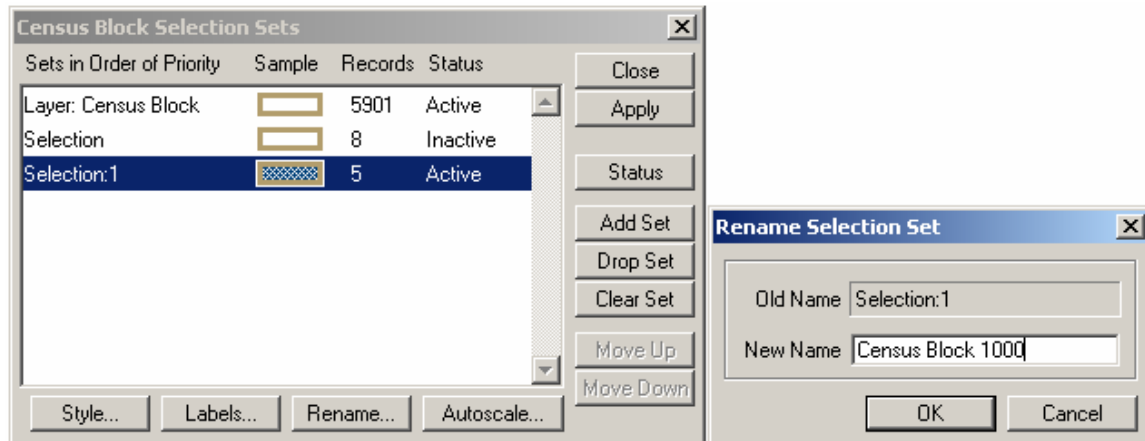 Census Block Selection Sets
Sets in Order of Priority Sample Records Status
Layer: Census Block 5901 Active
Selection 8 Inactive
Selection:1 5 Active
Close
Apply
Status
Add Set
Drop Set
Clear Set
Move Up
Move Down
Style... Labels... Rename... Autoscale...
Rename Selection Set
Old Name Selection:1
New Name Census Block 1000
OK Cancel